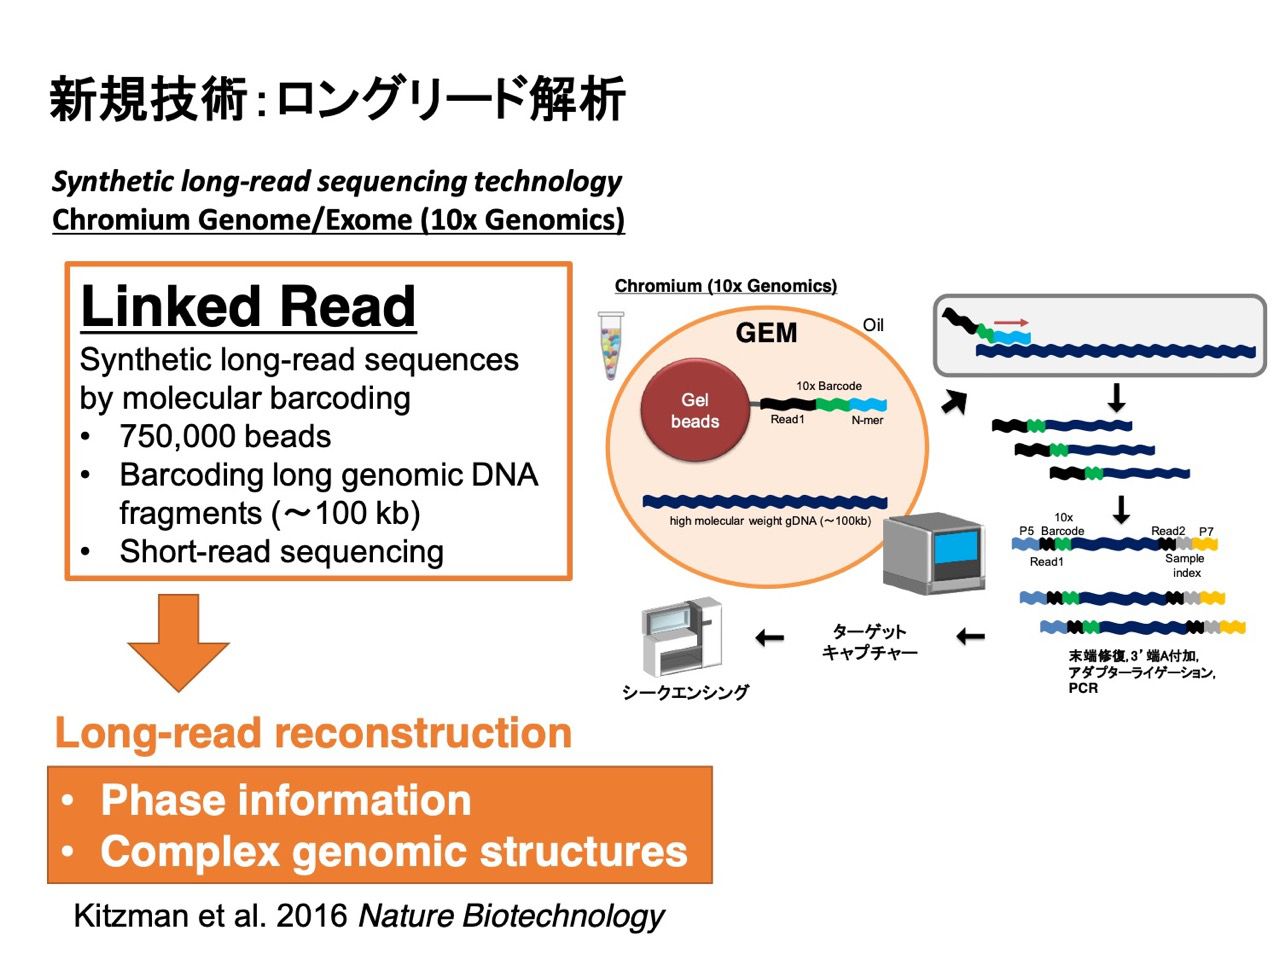 新規技術：ロングリード解析
Synthetic long-read sequencing technology
Chromium Genome/Exome (10x Genomics)
Linked Read
Synthetic long-read sequences
by molecular barcoding
• 750,000 beads
• Barcoding long genomic DNA
fragments (〜100 kb)
• Short-read sequencing
Long-read reconstruction
• Phase information
• Complex genomic structures
Kitzman et al. 2016 Nature Biotechnology
Chromium (10x Genomics)
GEM
Oil
Gel
beads
10x Barcode
Read1
N-mer
high molecular weight gDNA (〜100kb)
10x
P5 Barcode
Read2 P7
Read1
Sample
index
末端修復,3’端A付加,
アダプターライゲーション,
PCR
ターゲット
キャプチャー
シークエンシング